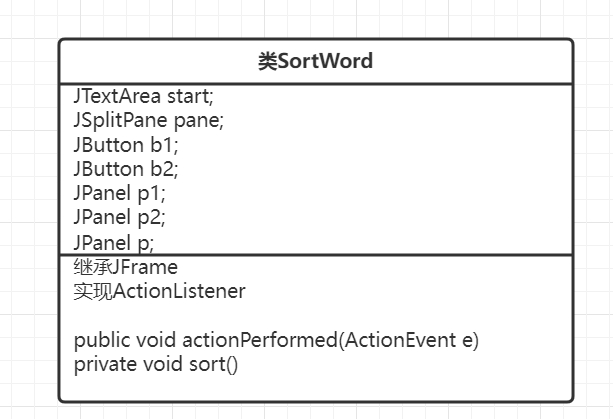 类SortWord
JTextArea start;
JSplitPane pane;
JButton b1;
JButton b2;
JPanel p1;
JPanel p2;
JPanel p;
继承JFrame
实现ActionListener
public void actionPerformed(ActionEvent e)
private void sort()